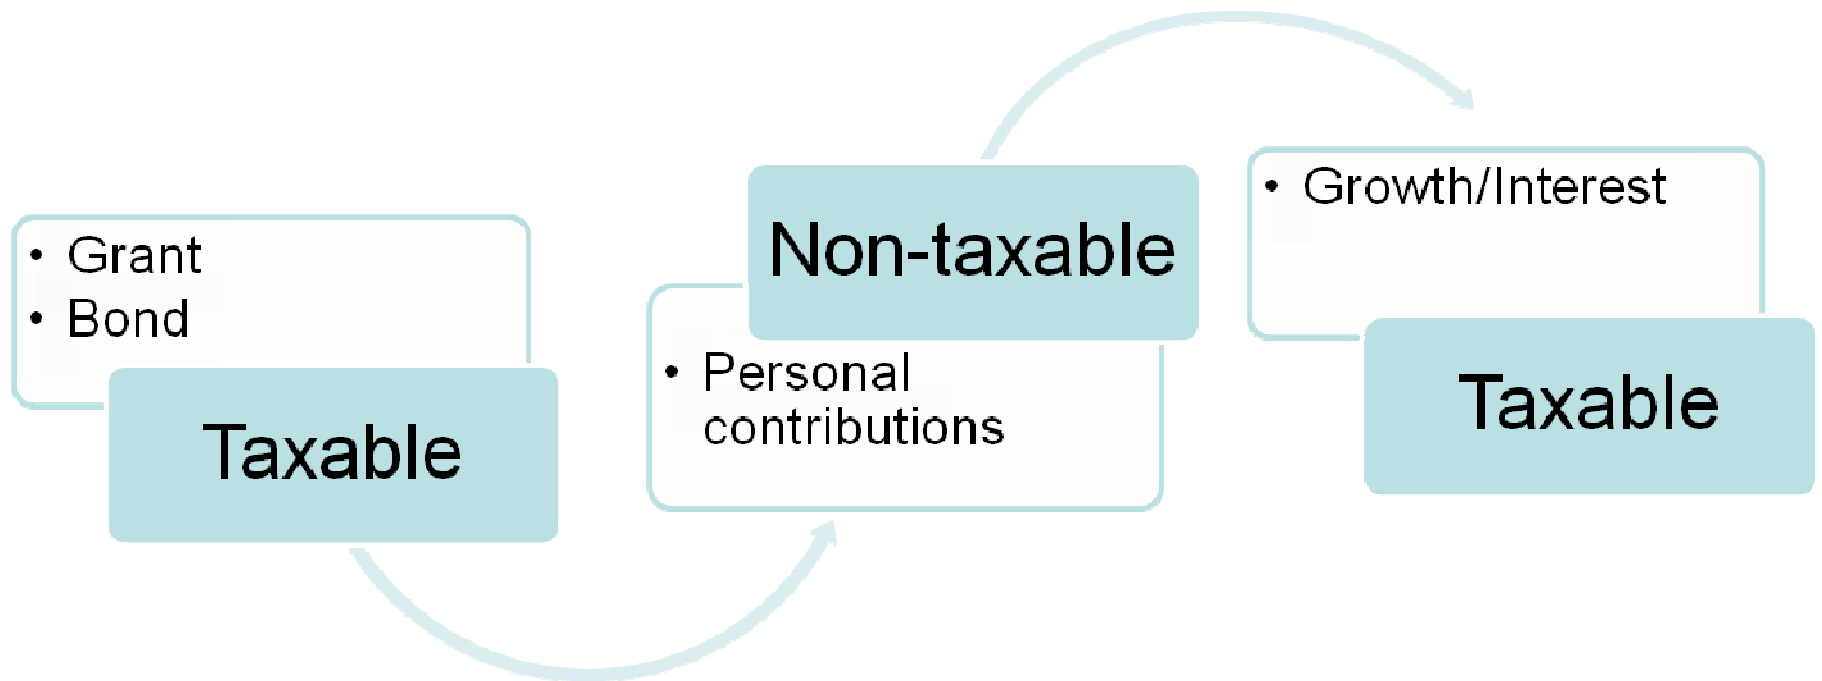 • Grant
• Bond
Taxable
Non-taxable
• Personal
contributions
• Growth/Interest
Taxable